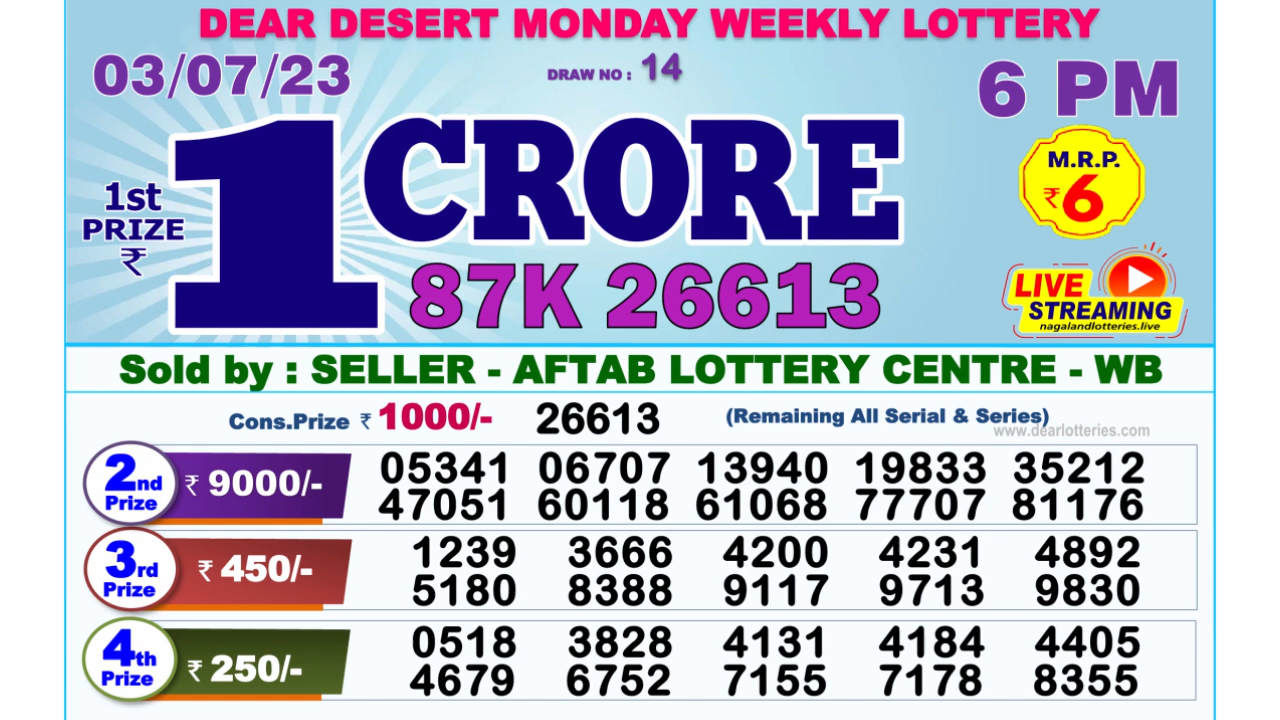 DEAR DESERT MONDAY WEEKLY LOTTERY
03/07/23
DRAW NO : 14
6 PM
1st PRIZE ₹
1 CRORE
M.R.P.
₹6
87K 26613
LIVE
STREAMING
nagalandlotteries.live
Sold by : SELLER - AFTAB LOTTERY CENTRE - WB
Cons.Prize ₹ 1000/- 26613 (Remaining All Serial & Series)
www.dearlotteries.com
2nd Prize ₹ 9000/-
05341 06707 13940 19833 35212
47051 60118 61068 77707 81176
3rd Prize ₹ 450/-
1239 3666 4200 4231 4892
5180 8388 9117 9713 9830
4th Prize ₹ 250/-
0518 3828 4131 4184 4405
4679 6752 7155 7178 8355